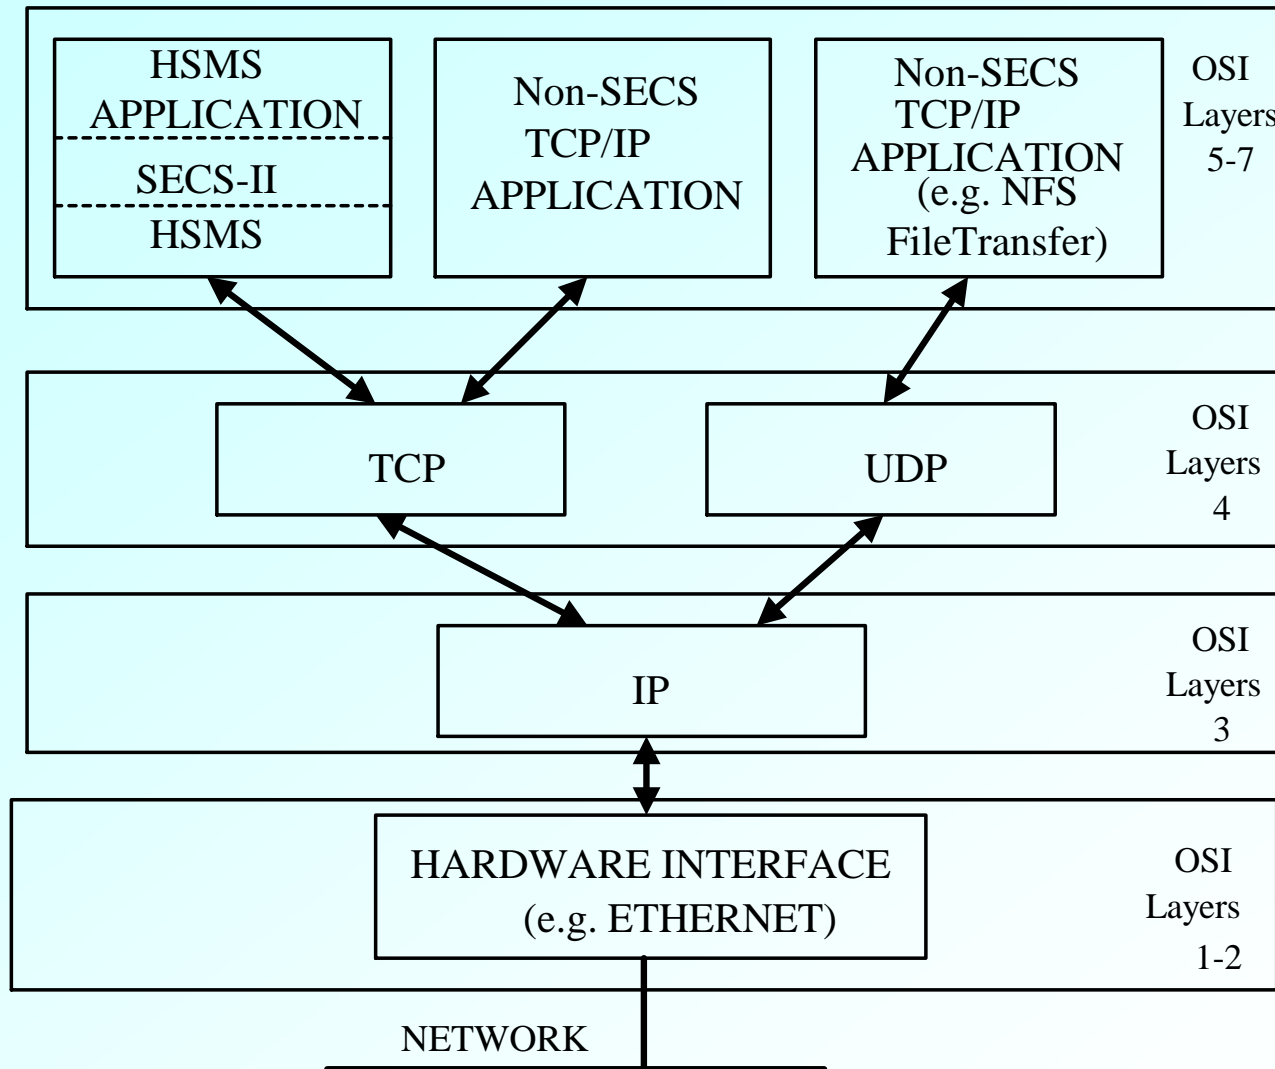 HSMS
APPLICATION
SECS-II
HSMS
Non-SECS
TCP/IP
APPLICATION
Non-SECS
TCP/IP
APPLICATION
(e.g. NFS
FileTransfer)
OSI
Layers
5-7
TCP
UDP
OSI
Layers
4
IP
OSI
Layers
3
HARDWARE INTERFACE
(e.g. ETHERNET)
OSI
Layers
1-2
NETWORK